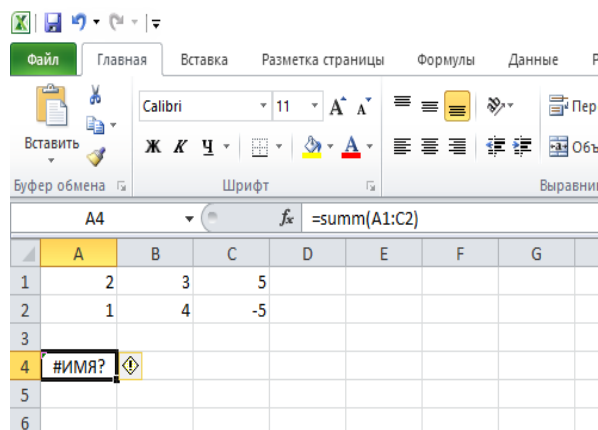 Файл Главная Вставка Разметка страницы Формулы Данные
Calibri 11
Вставить Ж К Ч
Буфер обмена Шрифт
A4 fx =summ(A1:C2)
A B C D E F G
1 2 3 5
2 1 4 -5
3
4 #ИМЯ?
5
6